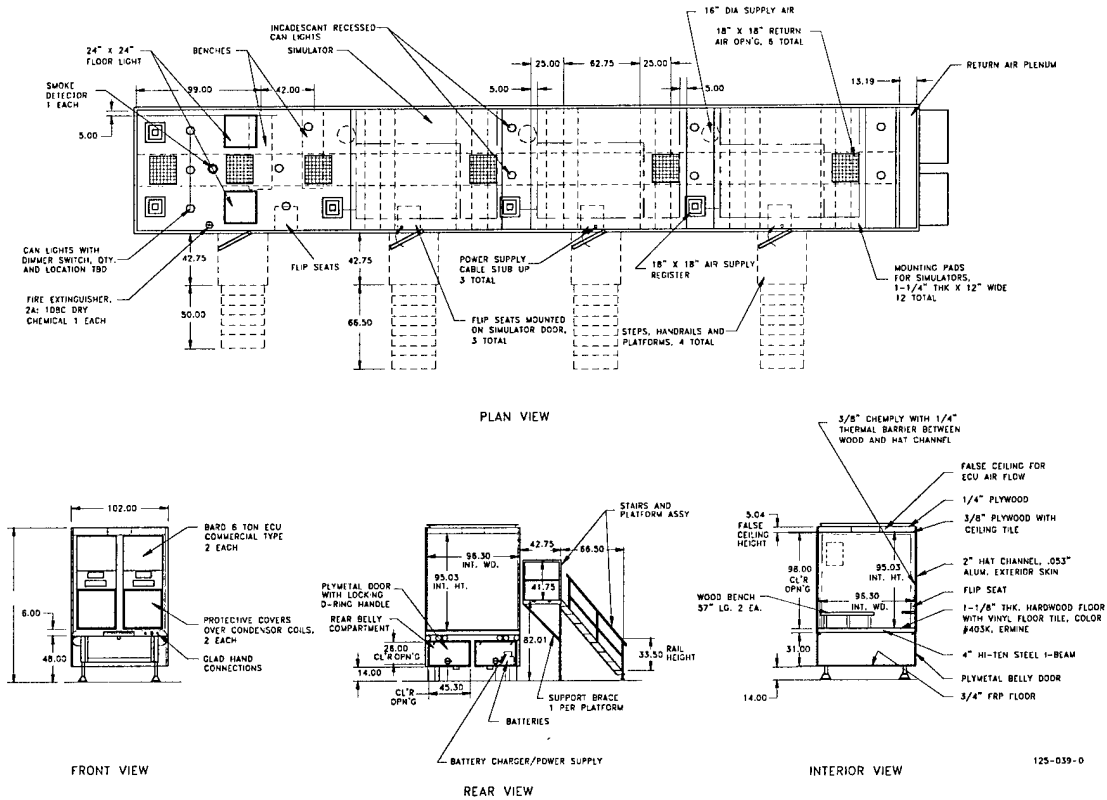 16" DIA SUPPLY AIR
18" X 18" RETURN
AIR OPN'G, 6 TOTAL
INCADESCANT RECESSED
CAN LIGHTS
24" X 24"
FLOOR LIGHT
BENCHES
SIMULATOR
25.00
62.75
25.00
RETURN AIR PLENUM
SMOKE
DETECTOR
1 EACH
99.00
42.00
5.00
5.00
13.19
5.00
CAN LIGHTS WITH
DIMMER SWITCH, QTY.
AND LOCATION TBD
42.75
FLIP SEATS
42.75
POWER SUPPLY
CABLE STUB UP
3 TOTAL
18" X 18" AIR SUPPLY
REGISTER
MOUNTING PADS
FOR SIMULATORS,
1-1/4" THK X 12" WIDE
12 TOTAL
FIRE EXTINGUISHER,
2A: 10BC DRY
CHEMICAL 1 EACH
50.00
66.50
FLIP SEATS MOUNTED
ON SIMULATOR DOOR,
3 TOTAL
STEPS, HANDRAILS AND
PLATFORMS, 4 TOTAL
PLAN VIEW
102.00
BARD 6 TON ECU
COMMERCIAL TYPE
2 EACH
6.00
PROTECTIVE COVERS
OVER CONDENSOR COILS,
2 EACH
48.00
GLAD HAND
CONNECTIONS
FRONT VIEW
STAIRS AND
PLATFORM ASSY
42.75
66.50
96.30
INT. WD.
95.03
INT. HT.
41.75
PLYMETAL DOOR
WITH LOCKING
D-RING HANDLE
REAR BELLY
COMPARTMENT
82.01
26.00
CL'R OPN'G
14.00
33.50
RAIL
HEIGHT
CL'R
OPN'G
45.30
SUPPORT BRACE
1 PER PLATFORM
BATTERIES
BATTERY CHARGER/POWER SUPPLY
REAR VIEW
3/8" CHEMPLY WITH 1/4"
THERMAL BARRIER BETWEEN
WOOD AND HAT CHANNEL
FALSE CEILING FOR
ECU AIR FLOW
1/4" PLYWOOD
5.04
FALSE
CEILING
HEIGHT
3/8" PLYWOOD WITH
CEILING TILE
98.00
CL'R
OPN'G
95.03
INT. HT.
2" HAT CHANNEL, .053"
ALUM. EXTERIOR SKIN
96.30
INT. WD.
FLIP SEAT
WOOD BENCH
57" LG. 2 EA.
1-1/8" THK. HARDWOOD FLOOR
WITH VINYL FLOOR TILE, COLOR
#403K, ERMINE
31.00
4" HI-TEN STEEL I-BEAM
PLYMETAL BELLY DOOR
14.00
3/4" FRP FLOOR
INTERIOR VIEW
125-039-0